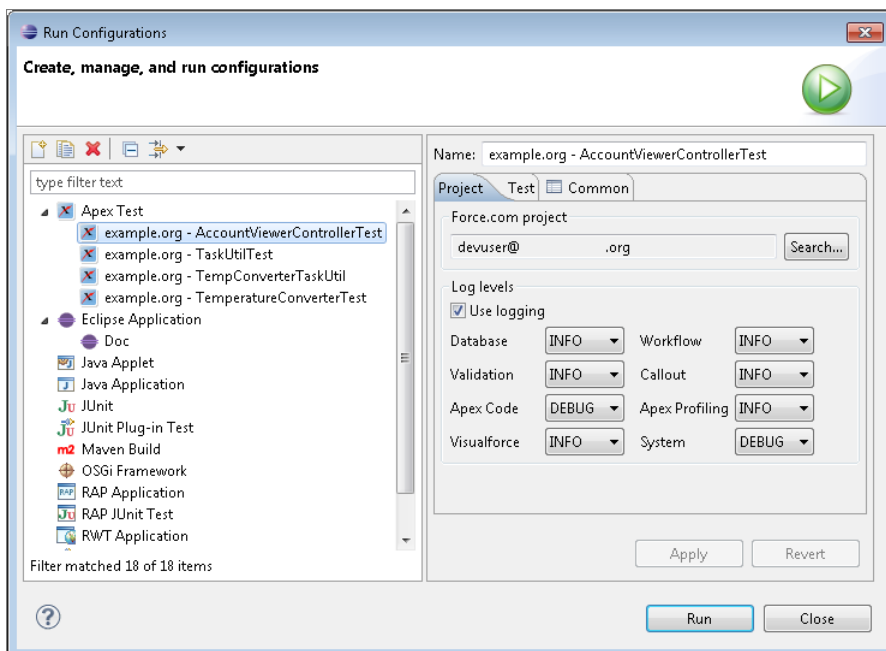 Run Configurations
Create, manage, and run configurations
type filter text
Apex Test
example.org - AccountViewerControllerTest
example.org - TaskUtilTest
example.org - TempConverterTaskUtil
example.org - TemperatureConverterTest
Eclipse Application
Doc
Java Applet
Java Application
Ju JUnit
JUnit Plug-in Test
m2 Maven Build
OSGi Framework
RAP RAP Application
Ju RAP JUnit Test
RWT Application
Filter matched 18 of 18 items
Name: example.org - AccountViewerControllerTest
Project Test Common
Force.com project
devuser@ .org Search...
Log levels
Use logging
Database INFO Workflow INFO
Validation INFO Callout INFO
Apex Code DEBUG Apex Profiling INFO
Visualforce INFO System DEBUG
Apply Revert
? Run Close